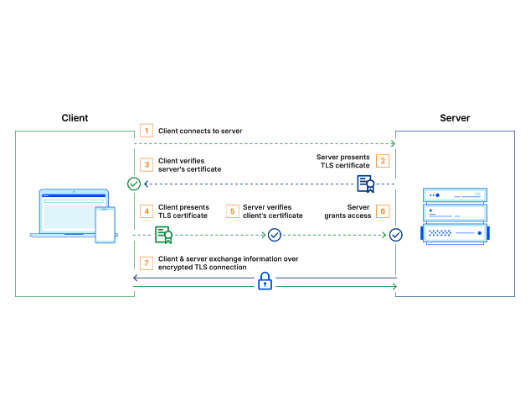 Client
Server
1 Client connects to server
3 Client verifies
server's certificate
Server presents 2
TLS certificate
4 Client presents
TLS certificate
5 Server verifies
client's certificate
Server 6
grants access
7 Client & server exchange information over
encrypted TLS connection